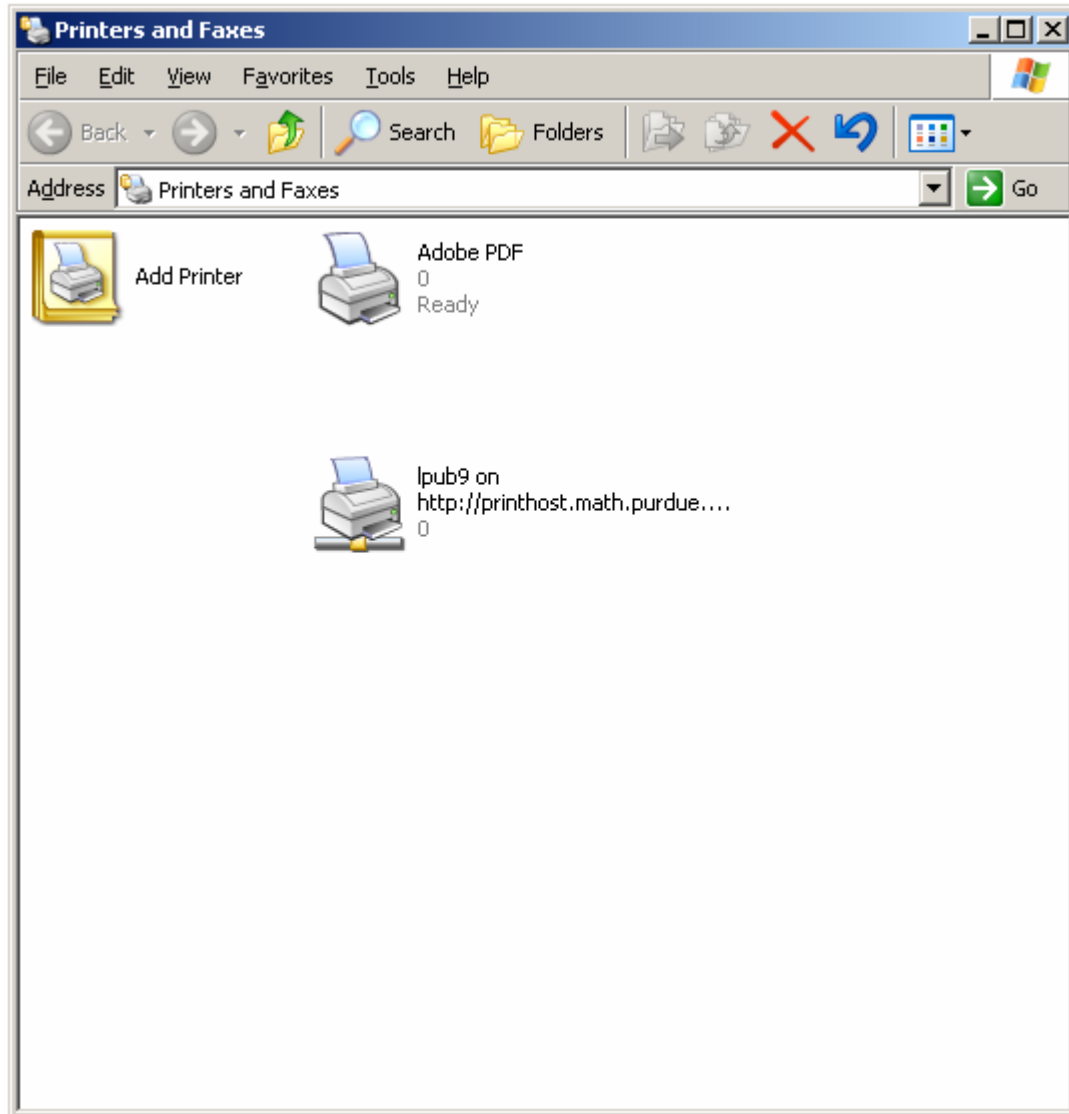 Printers and Faxes
File Edit View Favorites Tools Help
Back Search Folders
Address Printers and Faxes Go
Add Printer
Adobe PDF
0
Ready
lpub9 on
http://printhost.math.purdue....
0